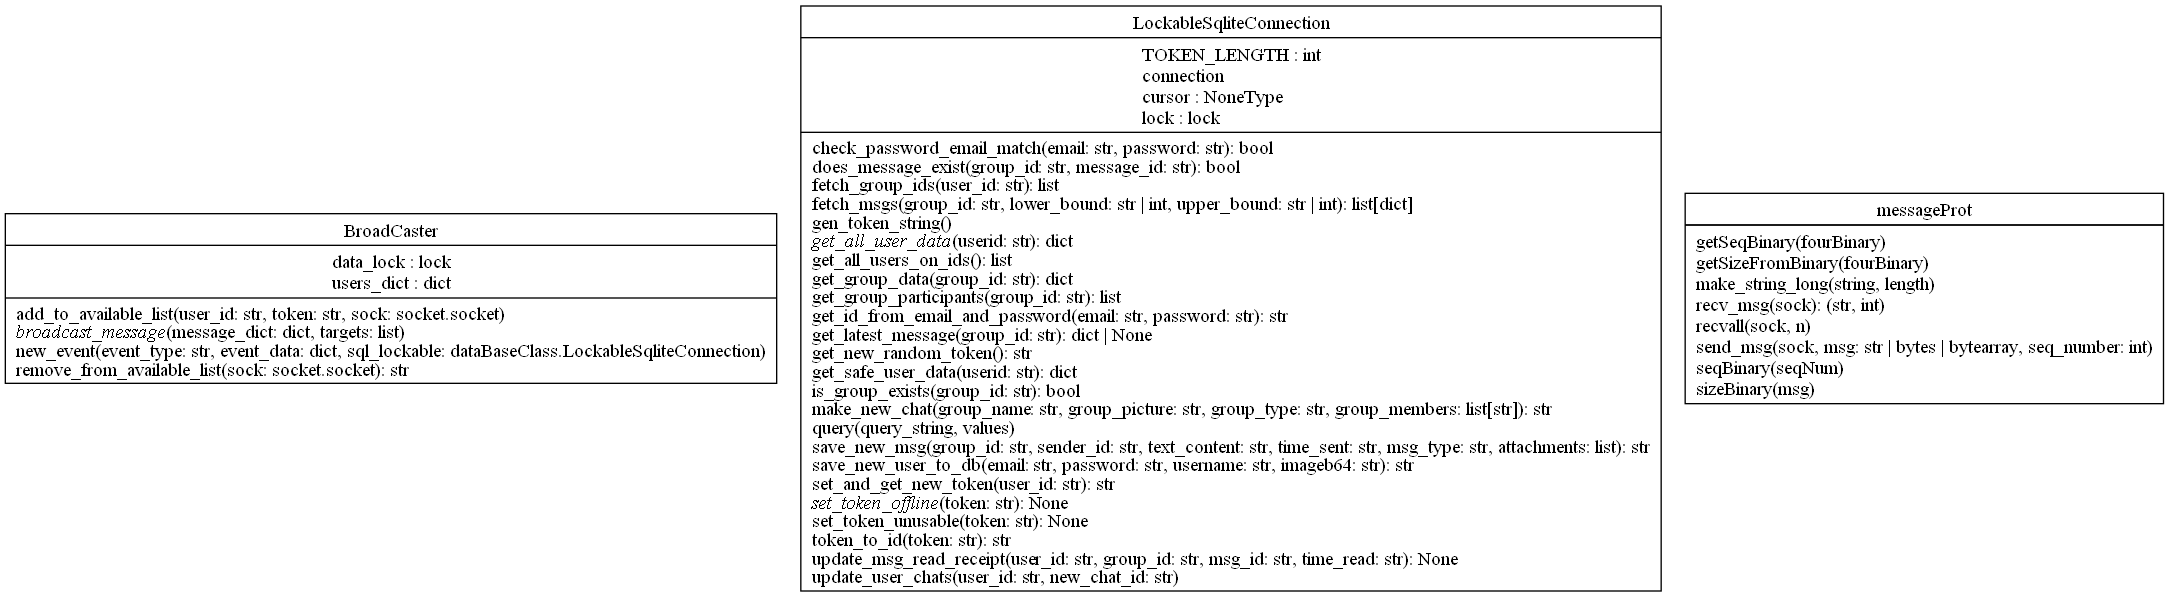 BroadCaster
data_lock : lock
users_dict : dict
add_to_available_list(user_id: str, token: str, sock: socket.socket)
broadcast_message(message_dict: dict, targets: list)
new_event(event_type: str, event_data: dict, sql_lockable: dataBaseClass.LockableSqliteConnection)
remove_from_available_list(sock: socket.socket): str
LockableSqliteConnection
TOKEN_LENGTH : int
connection
cursor : NoneType
lock : lock
check_password_email_match(email: str, password: str): bool
does_message_exist(group_id: str, message_id: str): bool
fetch_group_ids(user_id: str): list
fetch_msgs(group_id: str, lower_bound: str | int, upper_bound: str | int): list[dict]
gen_token_string()
get_all_user_data(userid: str): dict
get_all_users_on_ids(): list
get_group_data(group_id: str): dict
get_group_participants(group_id: str): list
get_id_from_email_and_password(email: str, password: str): str
get_latest_message(group_id: str): dict | None
get_new_random_token(): str
get_safe_user_data(userid: str): dict
is_group_exists(group_id: str): bool
make_new_chat(group_name: str, group_picture: str, group_type: str, group_members: list[str]): str
query(query_string, values)
save_new_msg(group_id: str, sender_id: str, text_content: str, time_sent: str, msg_type: str, attachments: list): str
save_new_user_to_db(email: str, password: str, username: str, imageb64: str): str
set_and_get_new_token(user_id: str): str
set_token_offline(token: str): None
set_token_unusable(token: str): None
token_to_id(token: str): str
update_msg_read_receipt(user_id: str, group_id: str, msg_id: str, time_read: str): None
update_user_chats(user_id: str, new_chat_id: str)
messageProt
getSeqBinary(fourBinary)
getSizeFromBinary(fourBinary)
make_string_long(string, length)
recv_msg(sock): (str, int)
recvall(sock, n)
send_msg(sock, msg: str | bytes | bytearray, seq_number: int)
seqBinary(seqNum)
sizeBinary(msg)